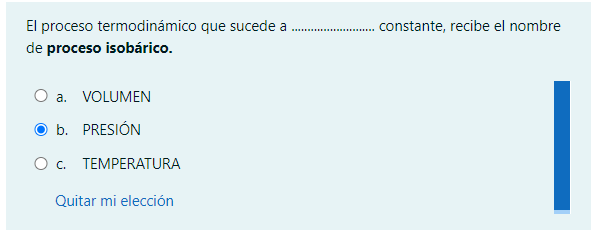 El proceso termodinámico que sucede a .......................... constante, recibe el nombre
de proceso isobárico.
a. VOLUMEN
b. PRESIÓN
c. TEMPERATURA
Quitar mi elección